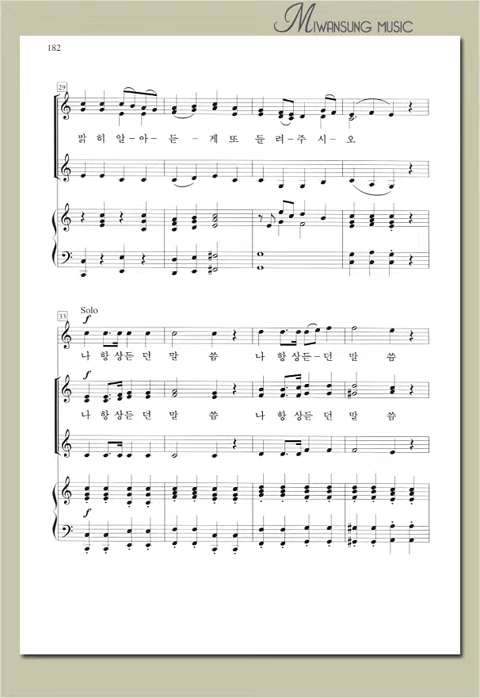 MIWANSUNG MUSIC
182
29
밝 히 알 - 아 - 듣 - 게 또 들 려 - 주 시 - 오
33
Solo
f
나 항 상 듣 던 말 씀 나 항 상 듣 - 던 말 씀
f
나 항 상 듣 던 말 씀 나 항 상 듣 던 말 씀
f